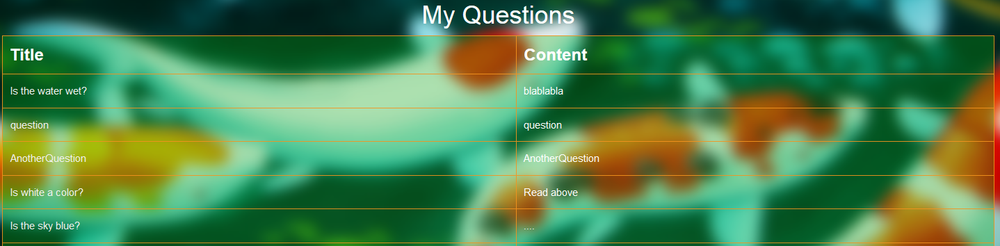 My Questions
Title Content
Is the water wet? blablabla
question question
AnotherQuestion AnotherQuestion
Is white a color? Read above
Is the sky blue? ....